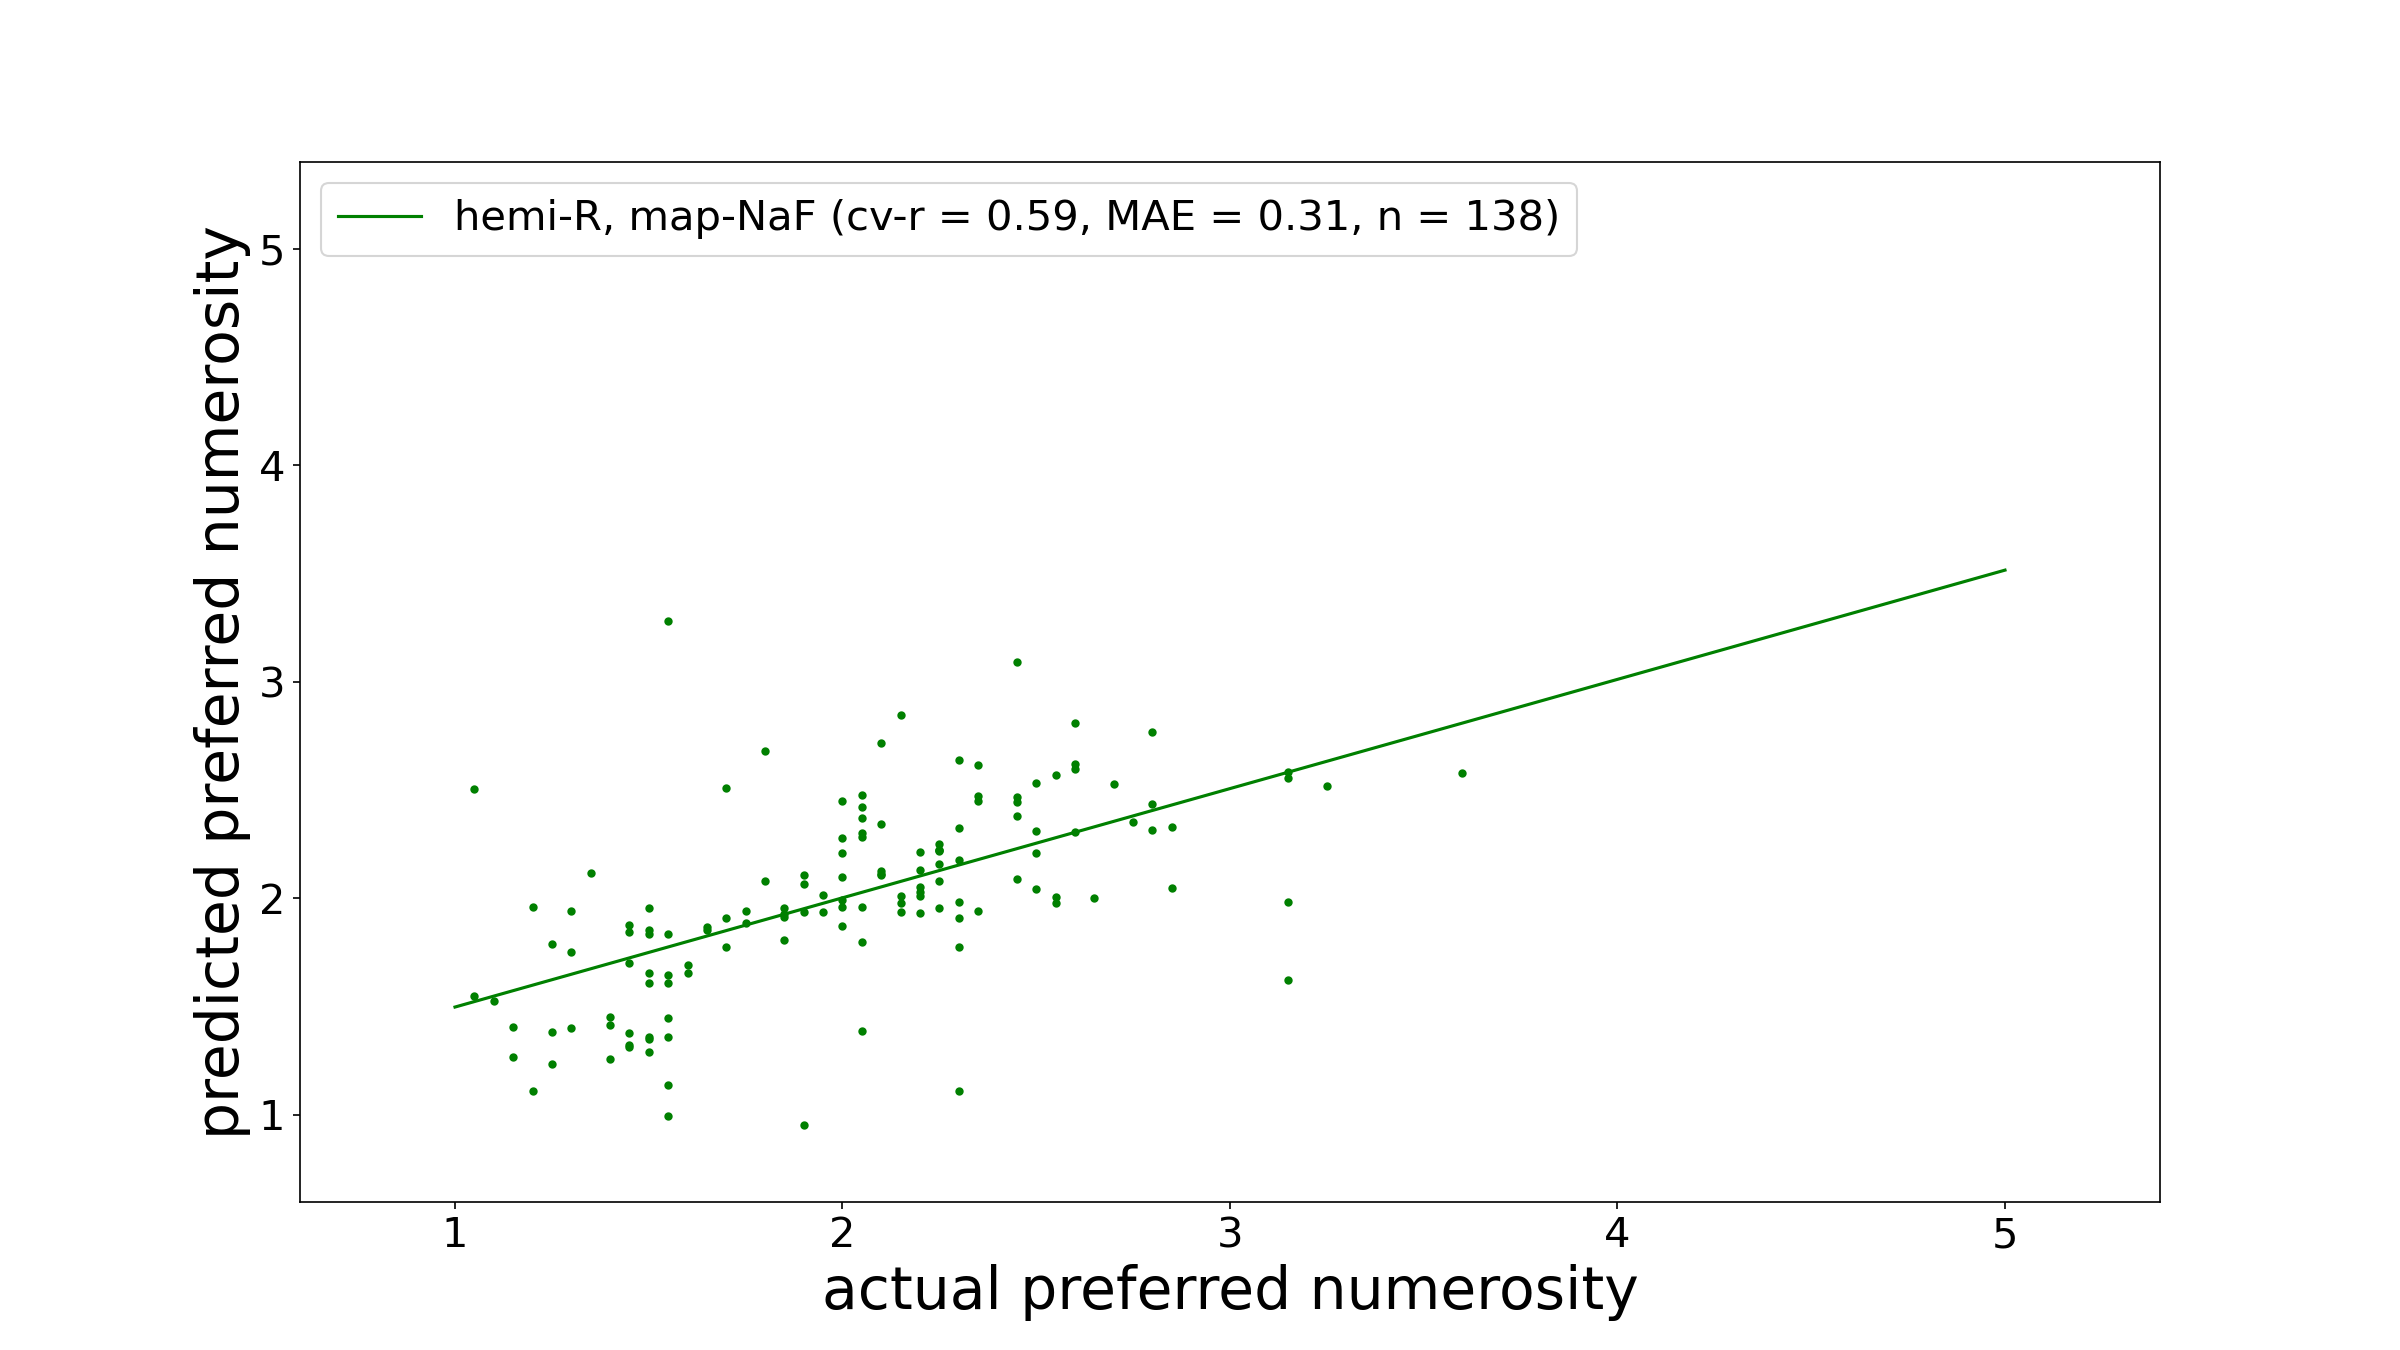 hemi-R, map-NaF (cv-r = 0.59, MAE = 0.31, n = 138)
predicted preferred numerosity
5
4
3
2
1
1 2 3 4 5
actual preferred numerosity